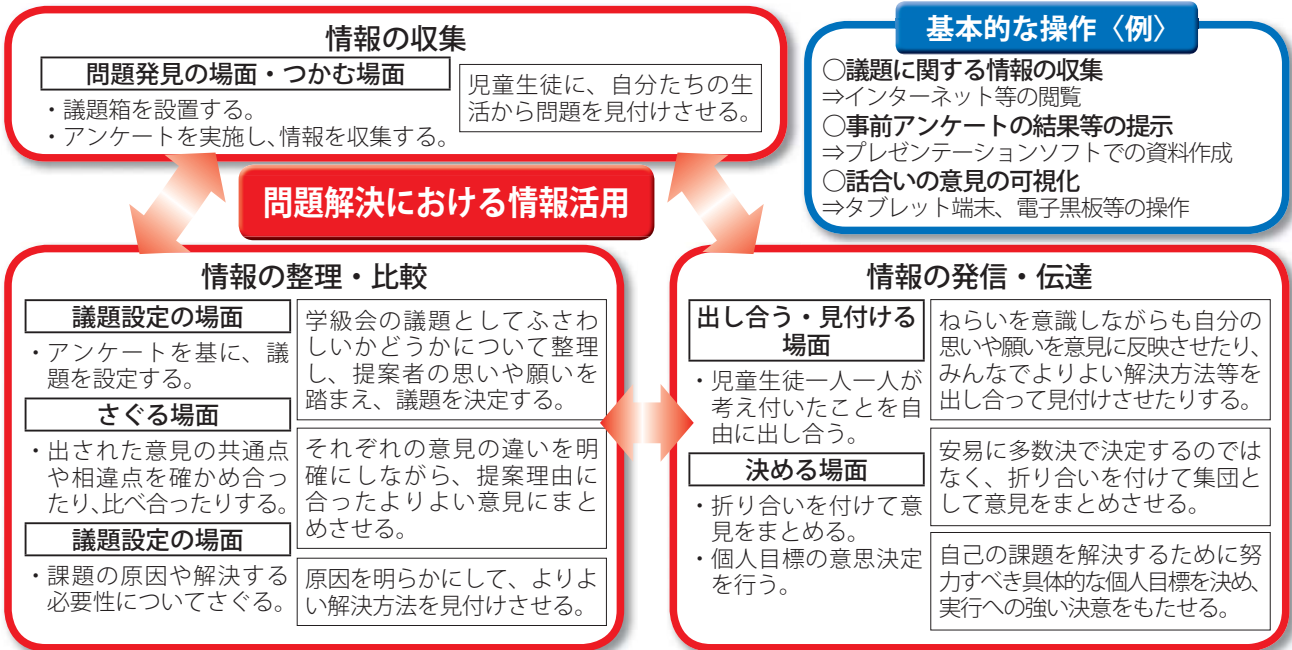 情報の収集
問題発見の場面・つかむ場面
・議題箱を設置する。
・アンケートを実施し、情報を収集する。
児童生徒に、自分たちの生
活から問題を見付けさせる。
基本的な操作〈例〉
○議題に関する情報の収集
⇒インターネット等の閲覧
○事前アンケートの結果等の提示
⇒プレゼンテーションソフトでの資料作成
○話合いの意見の可視化
⇒タブレット端末、電子黒板等の操作
問題解決における情報活用
情報の整理・比較
議題設定の場面
・アンケートを基に、議
題を設定する。
学級会の議題としてふさわ
しいかどうかについて整理
し、提案者の思いや願いを
踏まえ、議題を決定する。
さぐる場面
・出された意見の共通点
や相違点を確かめ合っ
たり、比べ合ったりする。
それぞれの意見の違いを明
確にしながら、提案理由に
合ったよりよい意見にまと
めさせる。
議題設定の場面
・課題の原因や解決する
必要性についてさぐる。
原因を明らかにして、よりよ
い解決方法を見付けさせる。
情報の発信・伝達
出し合う・見付ける
場面
・児童生徒一人一人が
考え付いたことを自
由に出し合う。
ねらいを意識しながらも自分の
思いや願いを意見に反映させたり、
みんなでよりよい解決方法等を
出し合って見付けさせたりする。
決める場面
・折り合いを付けて意
見をまとめる。
・個人目標の意思決定
を行う。
安易に多数決で決定するのでは
なく、折り合いを付けて集団と
して意見をまとめさせる。
自己の課題を解決するために努
力すべき具体的な個人目標を決め、
実行への強い決意をもたせる。